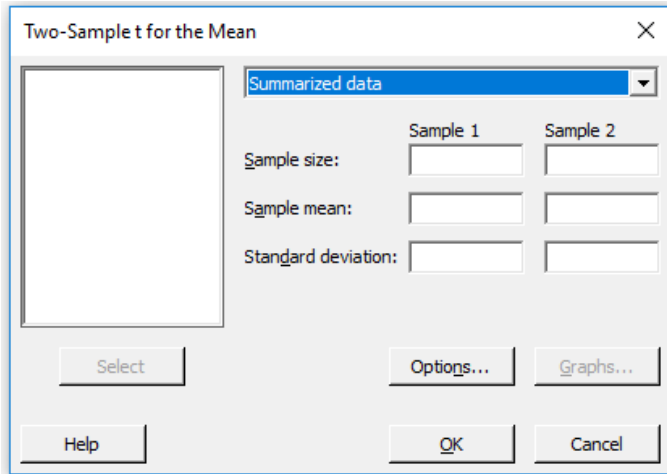 Two-Sample t for the Mean
Summarized data
Sample 1 Sample 2
Sample size:
Sample mean:
Standard deviation:
Select Options... Graphs...
Help OK Cancel